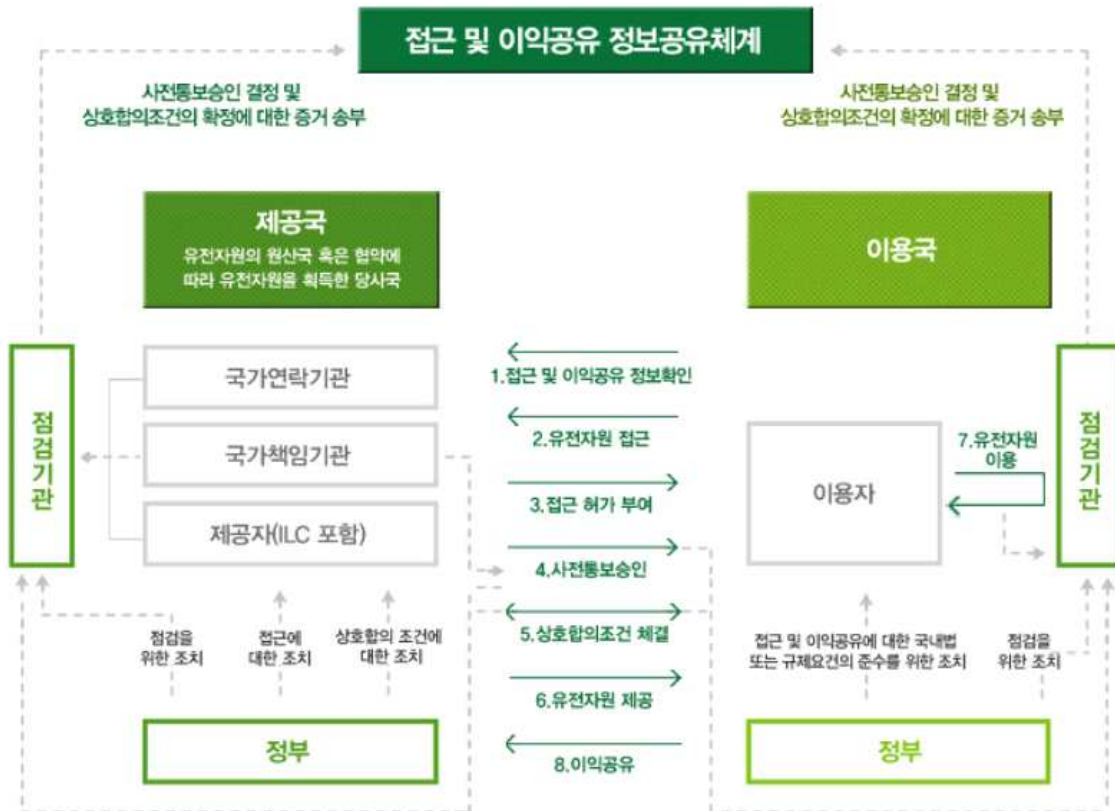 접근 및 이익공유 정보공유체계
사전통보승인 결정 및
상호합의조건의 확정에 대한 증거 송부
사전통보승인 결정 및
상호합의조건의 확정에 대한 증거 송부
제공국
유전자원의 원산국 혹은 협약에
따라 유전자원을 획득한 당사국
이용국
점검기관
국가연락기관
국가책임기관
제공자(ILC 포함)
1.접근 및 이익공유 정보확인
2.유전자원 접근
3.접근 허가 부여
4.사전통보승인
5.상호합의조건 체결
6.유전자원 제공
8.이익공유
이용자
7.유전자원
이용
점검기관
점검을
위한 조치
접근에
대한 조치
상호합의 조건에
대한 조치
접근 및 이익공유에 대한 국내법
또는 규제요건의 준수를 위한 조치
점검을
위한 조치
정부
정부